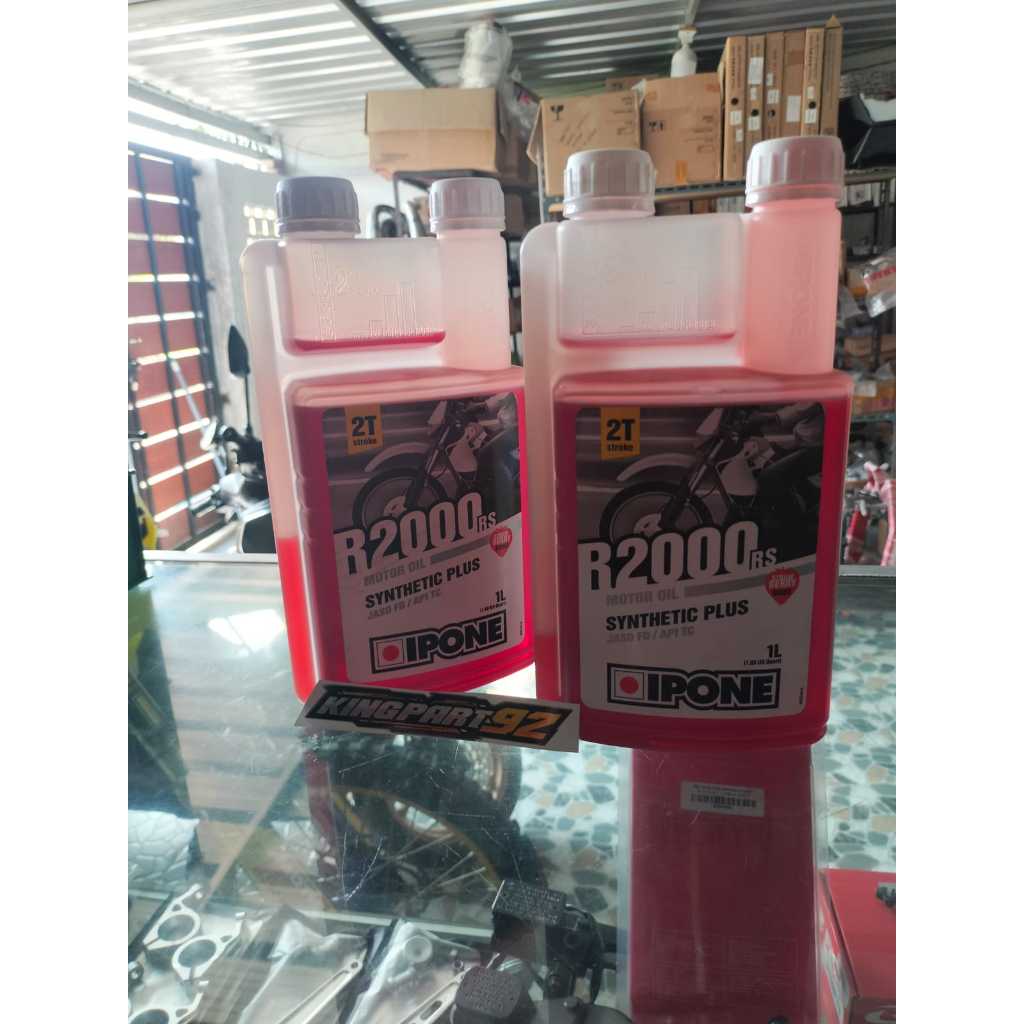 2T
stroke
R2000RS
MOTOR OIL
SYNTHETIC PLUS
JASO FD / API TC
1L
IPONE
2T
stroke
R2000RS
MOTOR OIL
SYNTHETIC PLUS
JASO FD / API TC
1L
IPONE
KINGPART92